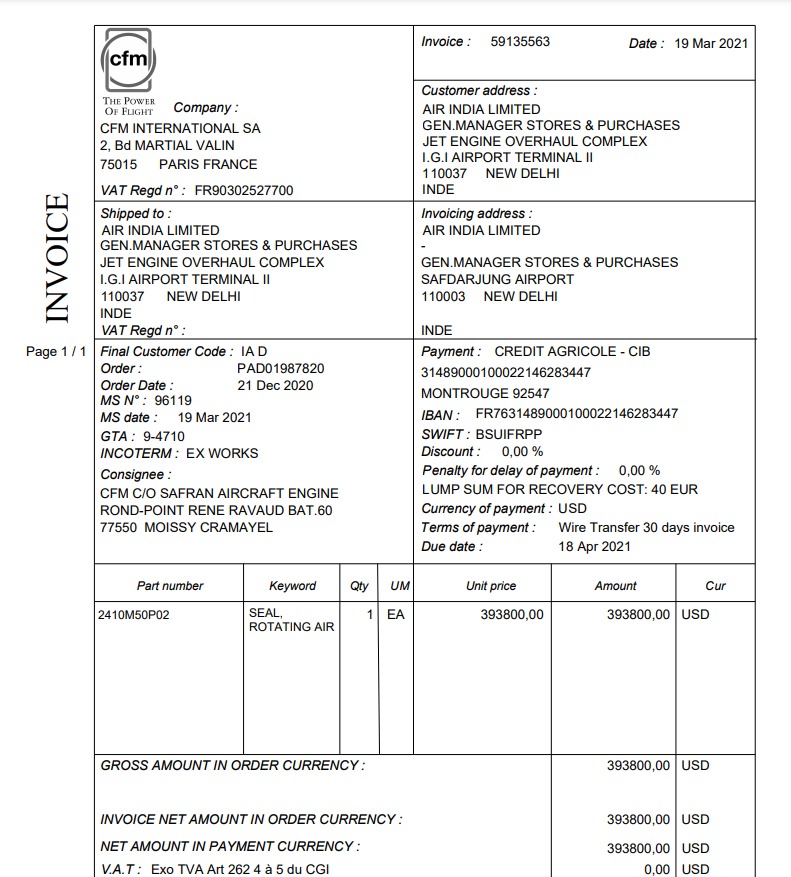 cfm
THE POWER
OF FLIGHT
Company :
CFM INTERNATIONAL SA
2, Bd MARTIAL VALIN
75015 PARIS FRANCE
VAT Regd n° : FR90302527700
Invoice : 59135563 Date : 19 Mar 2021
Customer address :
AIR INDIA LIMITED
GEN.MANAGER STORES & PURCHASES
JET ENGINE OVERHAUL COMPLEX
I.G.I AIRPORT TERMINAL II
110037 NEW DELHI
INDE
INVOICE
Page 1 / 1
Shipped to :
AIR INDIA LIMITED
GEN.MANAGER STORES & PURCHASES
JET ENGINE OVERHAUL COMPLEX
I.G.I AIRPORT TERMINAL II
110037 NEW DELHI
INDE
VAT Regd n° :
Invoicing address :
AIR INDIA LIMITED
-
GEN.MANAGER STORES & PURCHASES
SAFDARJUNG AIRPORT
110003 NEW DELHI
INDE
Final Customer Code : IA D
Order : PAD01987820
Order Date : 21 Dec 2020
MS N° : 96119
MS date : 19 Mar 2021
GTA : 9-4710
INCOTERM : EX WORKS
Consignee :
CFM C/O SAFRAN AIRCRAFT ENGINE
ROND-POINT RENE RAVAUD BAT.60
77550 MOISSY CRAMAYEL
Payment : CREDIT AGRICOLE - CIB
31489000100022146283447
MONTROUGE 92547
IBAN : FR7631489000100022146283447
SWIFT : BSUIFRPP
Discount : 0,00 %
Penalty for delay of payment : 0,00 %
LUMP SUM FOR RECOVERY COST: 40 EUR
Currency of payment : USD
Terms of payment : Wire Transfer 30 days invoice
Due date : 18 Apr 2021
Part number Keyword Qty UM Unit price Amount Cur
2410M50P02 SEAL, 1 EA 393800,00 393800,00 USD
ROTATING AIR
GROSS AMOUNT IN ORDER CURRENCY : 393800,00 USD
INVOICE NET AMOUNT IN ORDER CURRENCY : 393800,00 USD
NET AMOUNT IN PAYMENT CURRENCY : 393800,00 USD
V.A.T : Exo TVA Art 262 4 à 5 du CGI 0,00 USD